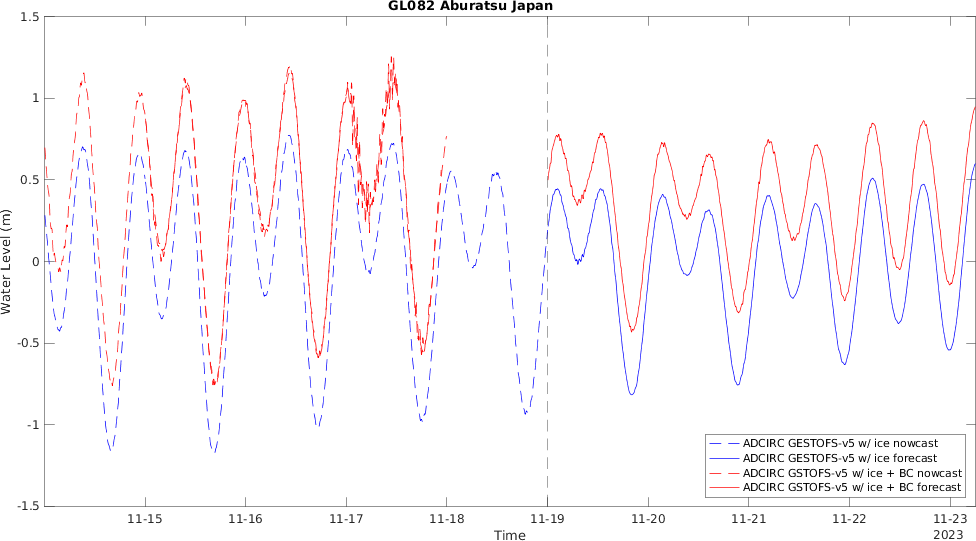 GL082 Aburatsu Japan
1.5
1
0.5
0
-0.5
-1
-1.5
Water Level (m)
11-15
11-16
11-17
11-18
11-19
11-20
11-21
11-22
11-23
2023
Time
ADCIRC GESTOFS-v5 w/ ice nowcast
ADCIRC GESTOFS-v5 w/ ice forecast
ADCIRC GSTOFS-v5 w/ ice + BC nowcast
ADCIRC GSTOFS-v5 w/ ice + BC forecast